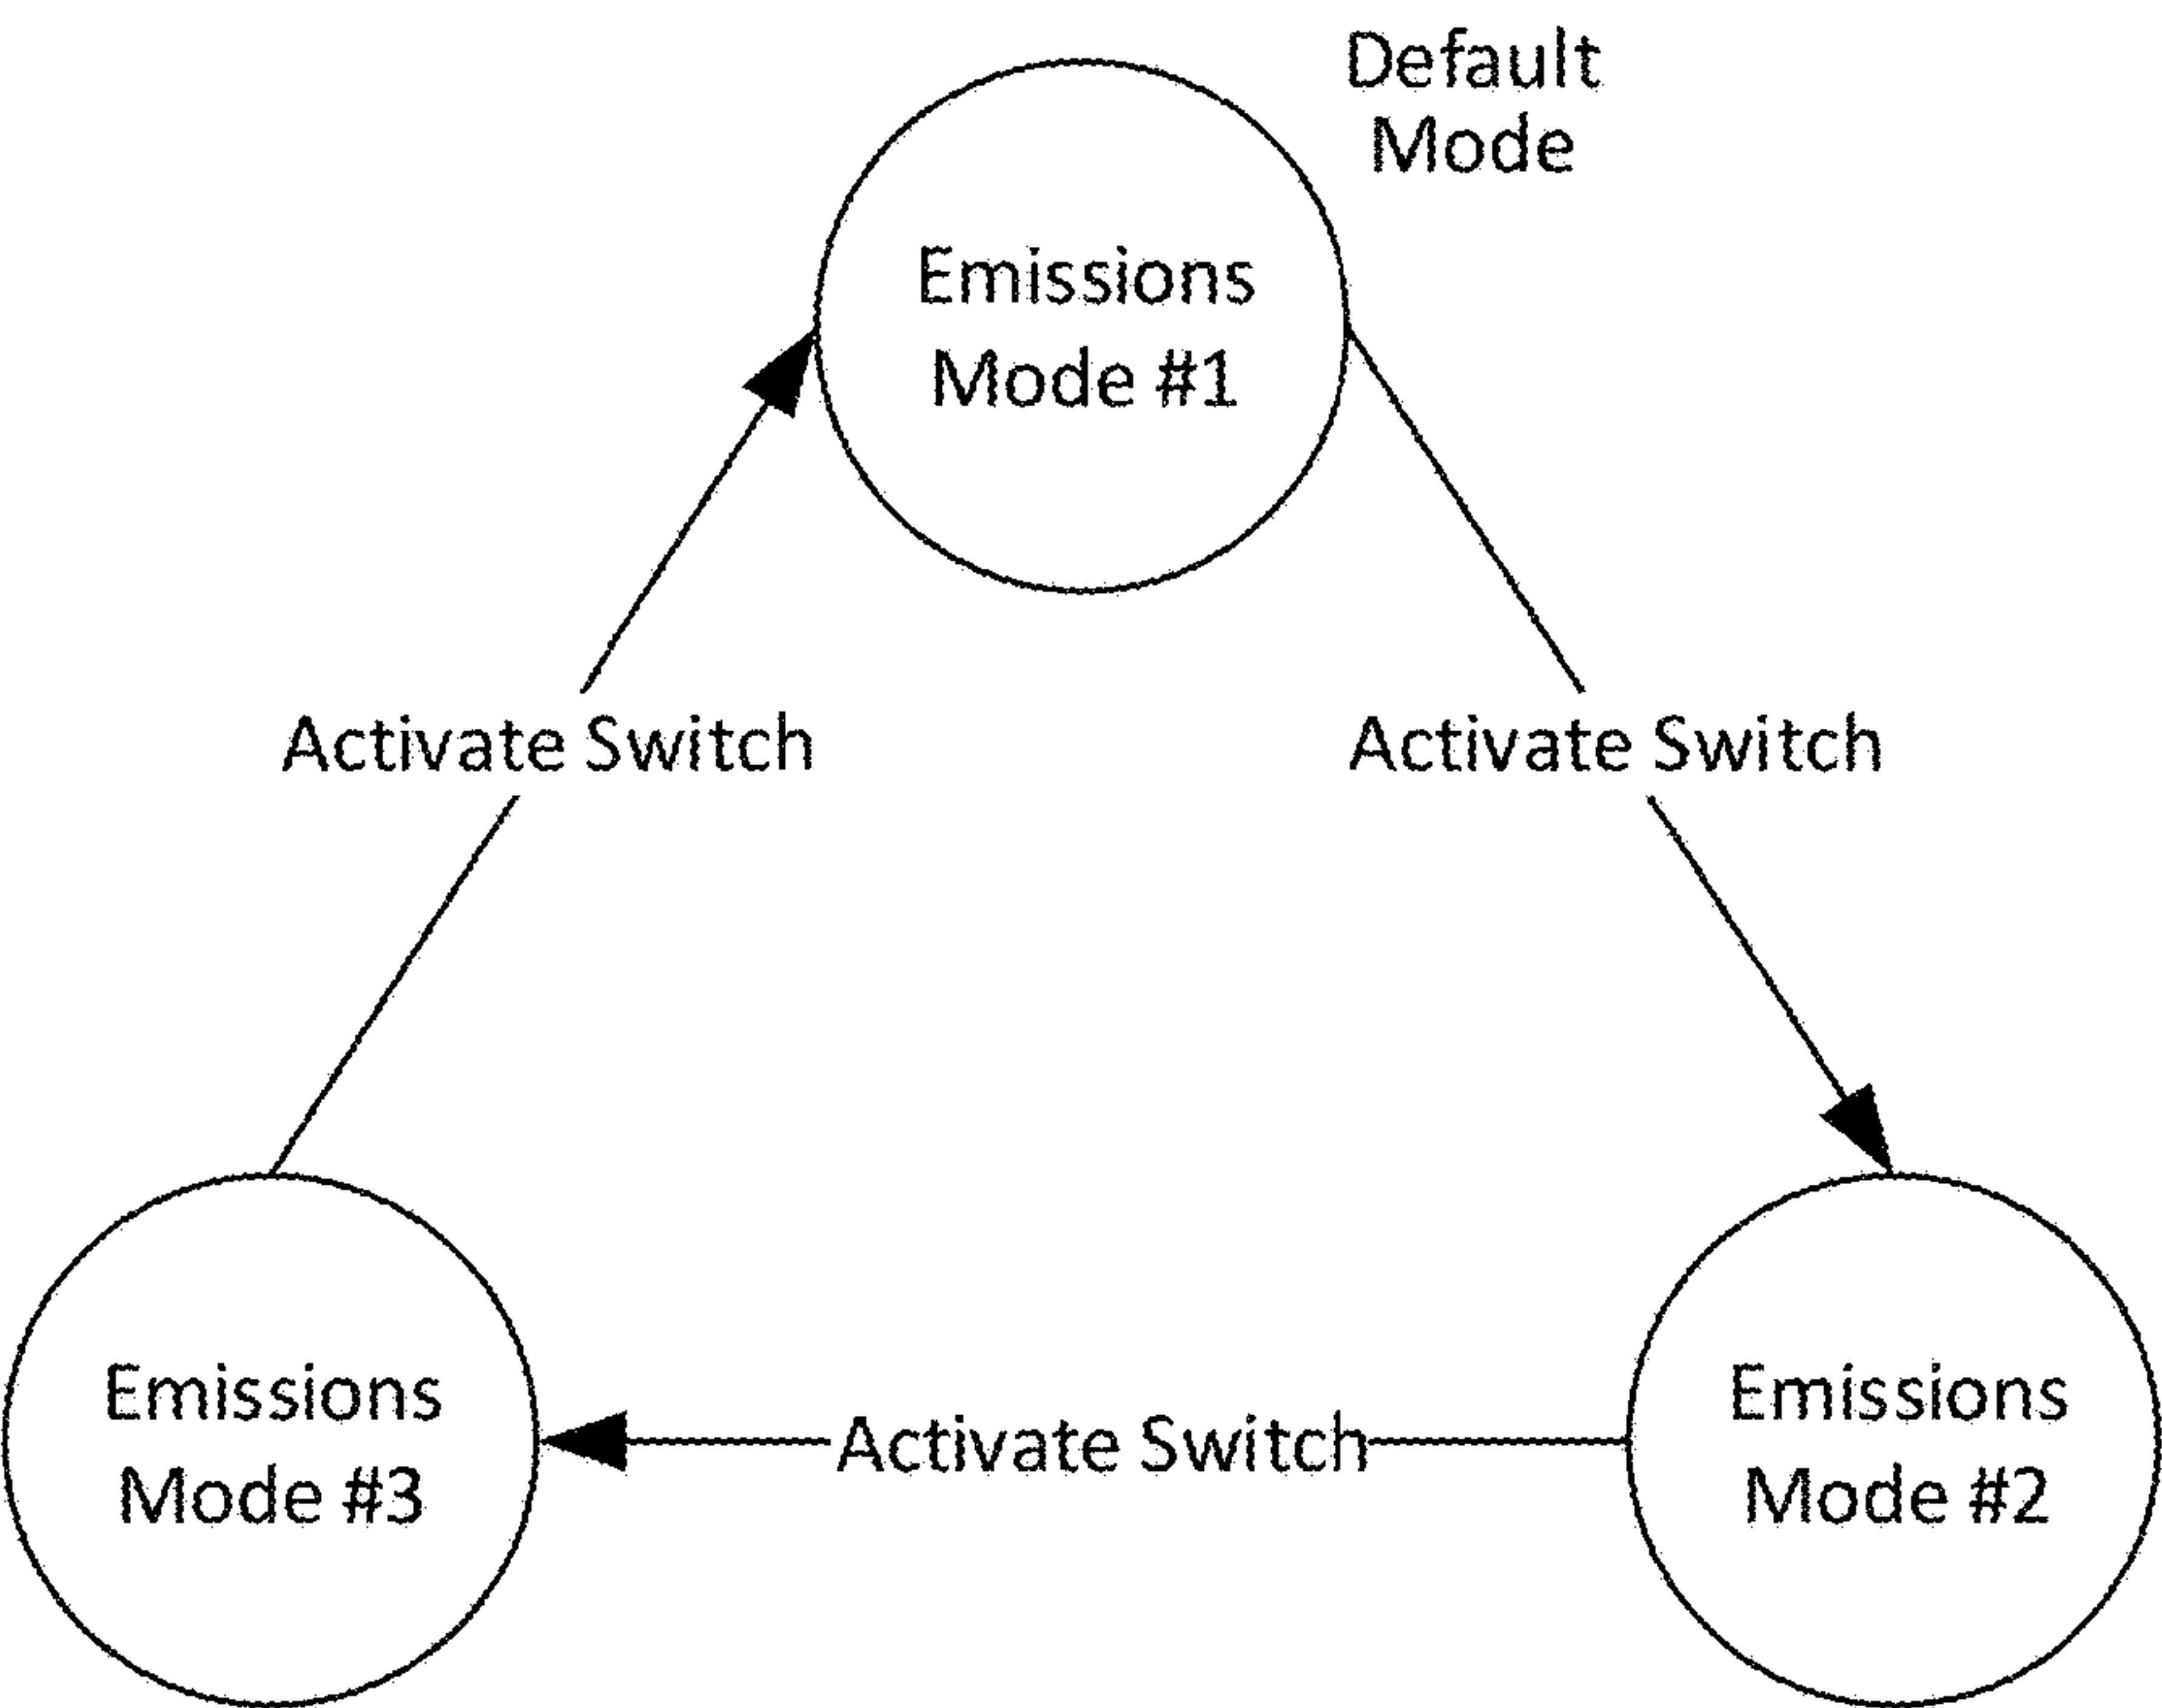 Default
Mode
Emissions
Mode #1
Activate Switch
Activate Switch
Emissions
Mode #3
Activate Switch
Emissions
Mode #2